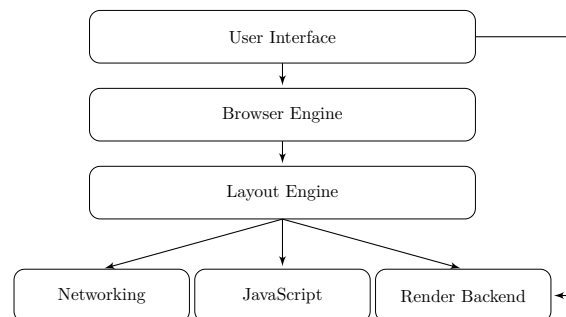 User Interface
Browser Engine
Layout Engine
Networking
JavaScript
Render Backend